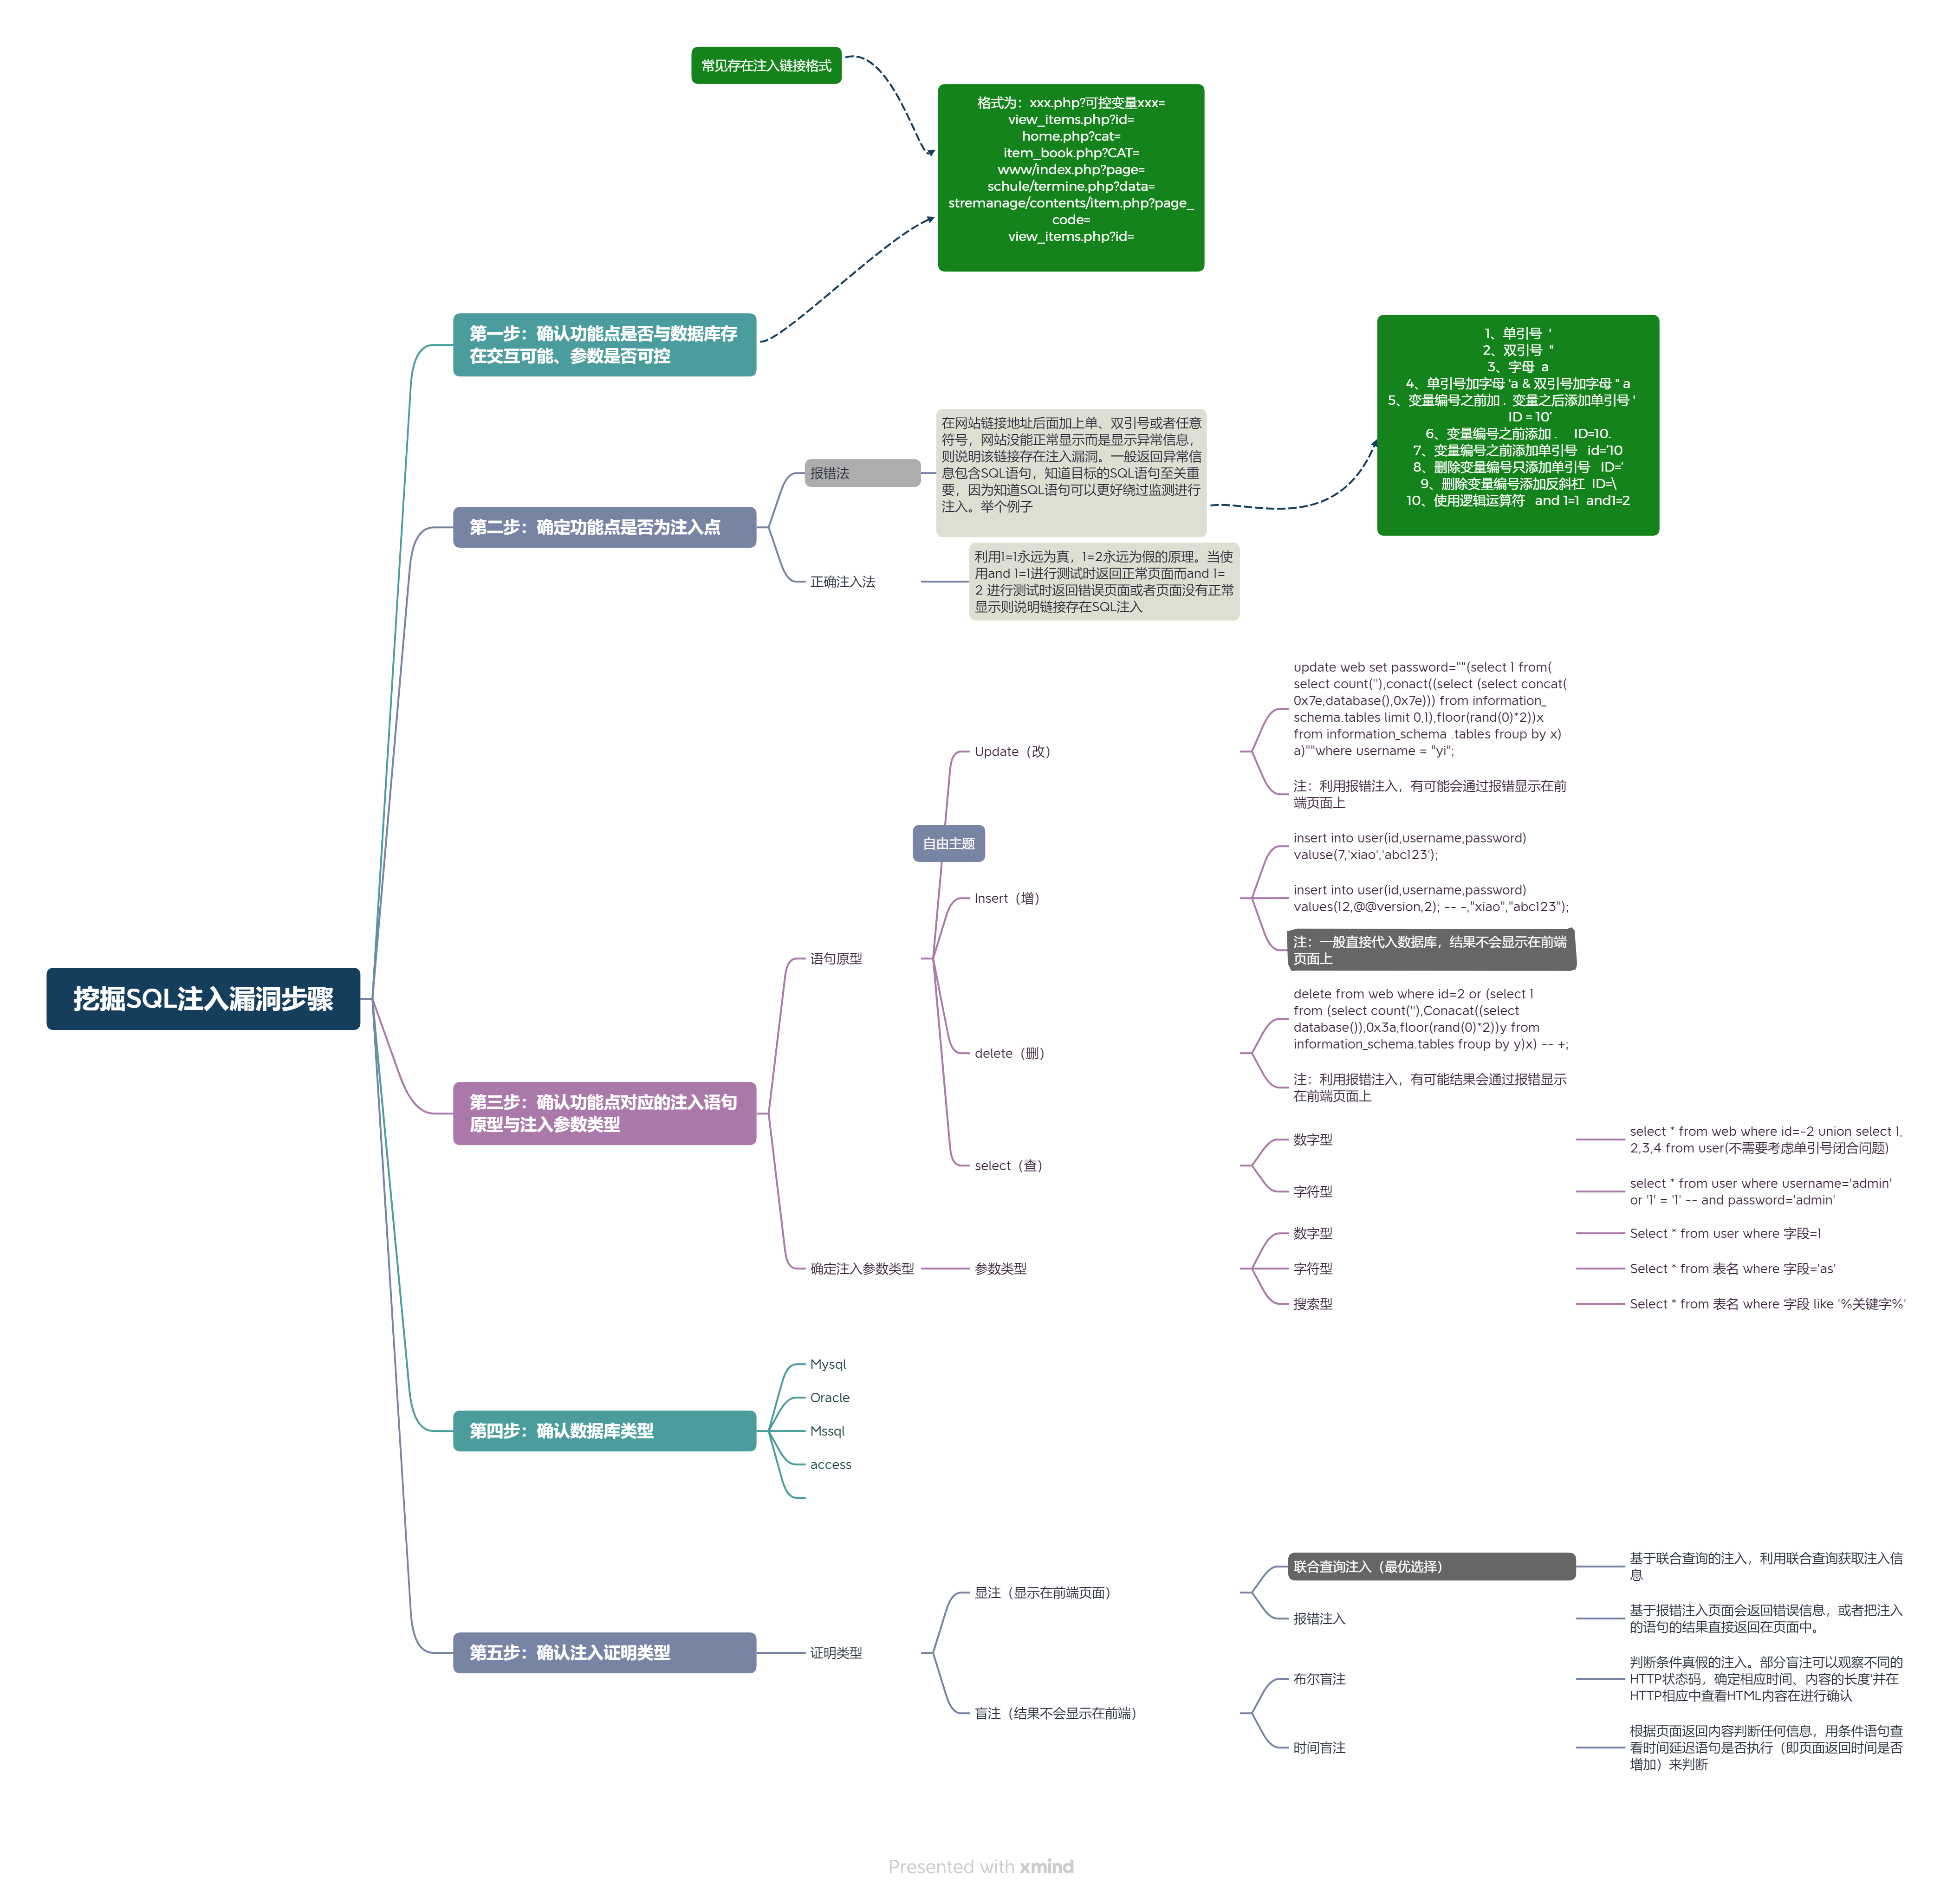 常见存在注入链接格式
格式为：xxx.php?可控变量xxx=
view_items.php?id=
home.php?cat=
item_book.php?CAT=
www/index.php?page=
schule/termine.php?data=
stremanage/contents/item.php?page_
code=
view_items.php?id=
第一步：确认功能点是否与数据库存
在交互可能、参数是否可控
1、单引号  '
2、双引号  "
3、字母  a
4、单引号加字母 'a & 双引号加字母 " a
5、变量编号之前加 .  变量之后添加单引号 '
ID = 10'
6、变量编号之前添加 .     ID=10.
7、变量编号之前添加单引号   id='10
8、删除变量编号只添加单引号   ID='
9、删除变量编号添加反斜杠  ID=\
10、使用逻辑运算符   and 1=1  and1=2
第二步：确定功能点是否为注入点
报错法
在网站链接地址后面加上单、双引号或者任意
符号，网站没能正常显示而是显示异常信息，
则说明该链接存在注入漏洞。一般返回异常信
息包含SQL语句，知道目标的SQL语句至关重
要，因为知道SQL语句可以更好绕过监测进行
注入。举个例子
正确注入法
利用1=1永远为真，1=2永远为假的原理。当使
用and 1=1进行测试时返回正常页面而and 1=
2 进行测试时返回错误页面或者页面没有正常
显示则说明链接存在SQL注入
挖掘SQL注入漏洞步骤
第三步：确认功能点对应的注入语句
原型与注入参数类型
语句原型
自由主题
Update（改）
update web set password=""(select 1 from(
select count(''),conact((select (select concat(
0x7e,database(),0x7e))) from information_
schema.tables limit 0,1),floor(rand(0)*2))x
from information_schema .tables froup by x)
a)""where username = "yi";
注：利用报错注入，有可能会通过报错显示在前
端页面上
Insert（增）
insert into user(id,username,password)
valuse(7,'xiao','abc123');
insert into user(id,username,password)
values(12,@@version,2); -- -,"xiao","abc123");
注：一般直接代入数据库，结果不会显示在前端
页面上
delete（删）
delete from web where id=2 or (select 1
from (select count(''),Conacat((select
database()),0x3a,floor(rand(0)*2))y from
information_schema.tables froup by y)x) -- +;
注：利用报错注入，有可能结果会通过报错显示
在前端页面上
select（查）
数字型
select * from web where id=-2 union select 1,
2,3,4 from user(不需要考虑单引号闭合问题)
字符型
select * from user where username='admin'
or '1' = '1' -- and password='admin'
确定注入参数类型
参数类型
数字型
Select * from user where 字段=1
字符型
Select * from 表名 where 字段='as'
搜索型
Select * from 表名 where 字段 like '%关键字%'
第四步：确认数据库类型
Mysql
Oracle
Mssql
access
第五步：确认注入证明类型
证明类型
显注（显示在前端页面）
联合查询注入（最优选择）
基于联合查询的注入，利用联合查询获取注入信
息
报错注入
基于报错注入页面会返回错误信息，或者把注入
的语句的结果直接返回在页面中。
盲注（结果不会显示在前端）
布尔盲注
判断条件真假的注入。部分盲注可以观察不同的
HTTP状态码，确定相应时间、内容的长度'并在
HTTP相应中查看HTML内容在进行确认
时间盲注
根据页面返回内容判断任何信息，用条件语句查
看时间延迟语句是否执行（即页面返回时间是否
增加）来判断
Presented with xmind